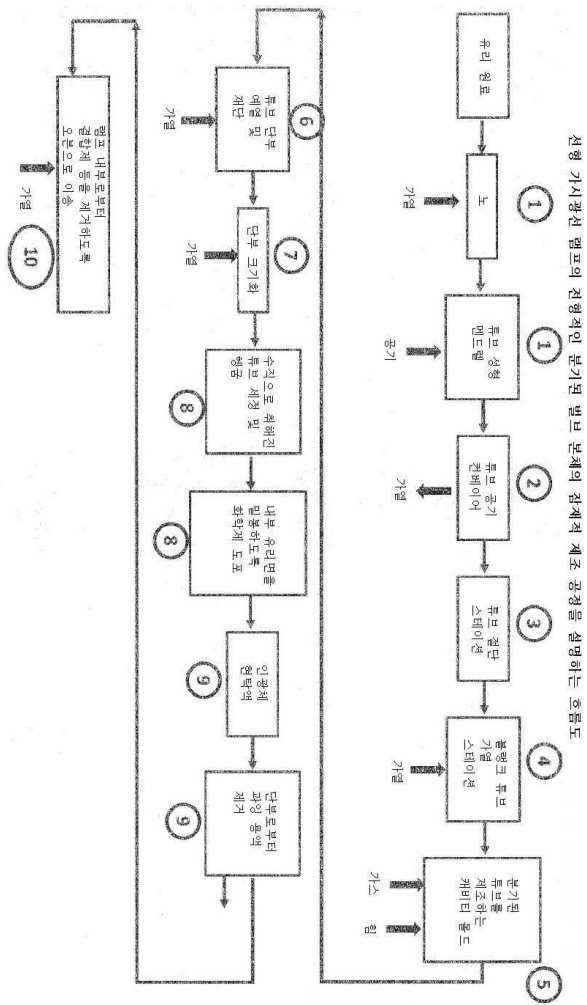 선형 가시광선 램프의 전형적인 분기된 벌브 본체의 잠재적 제조 공정을 설명하는 흐름도
유리 원료
노
1
가열
튜브 성형
맨드렐
1
공기
튜브 공기
컨베이어
2
가열
튜브 절단
스테이션
3
블랭크 튜브
가열
스테이션
4
가열
분기된
튜브를
제조하는
캐비티 몰드
5
가스
힘
튜브 단부
예열 및
재단
6
가열
단부 크기화
7
가열
수직으로 취해진
튜브 세정 및
헹굼
8
내부 유리면을
밀봉하도록
화학제 도포
8
인광체
현탁액
9
단부로부터
과잉 용액
제거
9
램프 내부로부터
결합제 등을 제거하도록
오븐으로 이송
가열
10